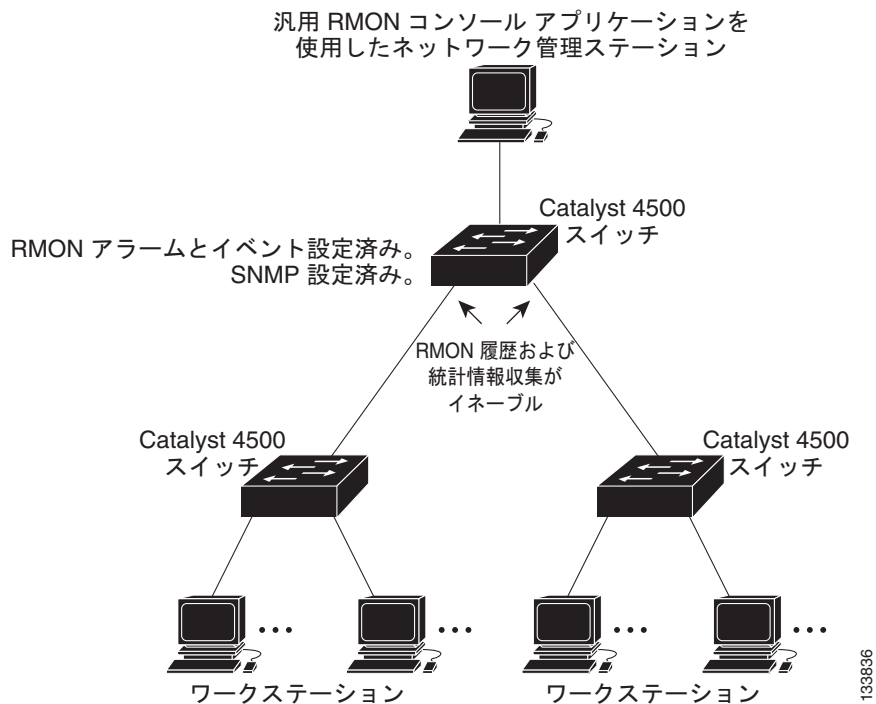 汎用 RMON コンソール アプリケーションを
使用したネットワーク管理ステーション
Catalyst 4500
スイッチ
RMON アラームとイベント設定済み。
SNMP 設定済み。
RMON 履歴および
統計情報収集が
イネーブル
Catalyst 4500
スイッチ
Catalyst 4500
スイッチ
ワークステーション
ワークステーション
133836